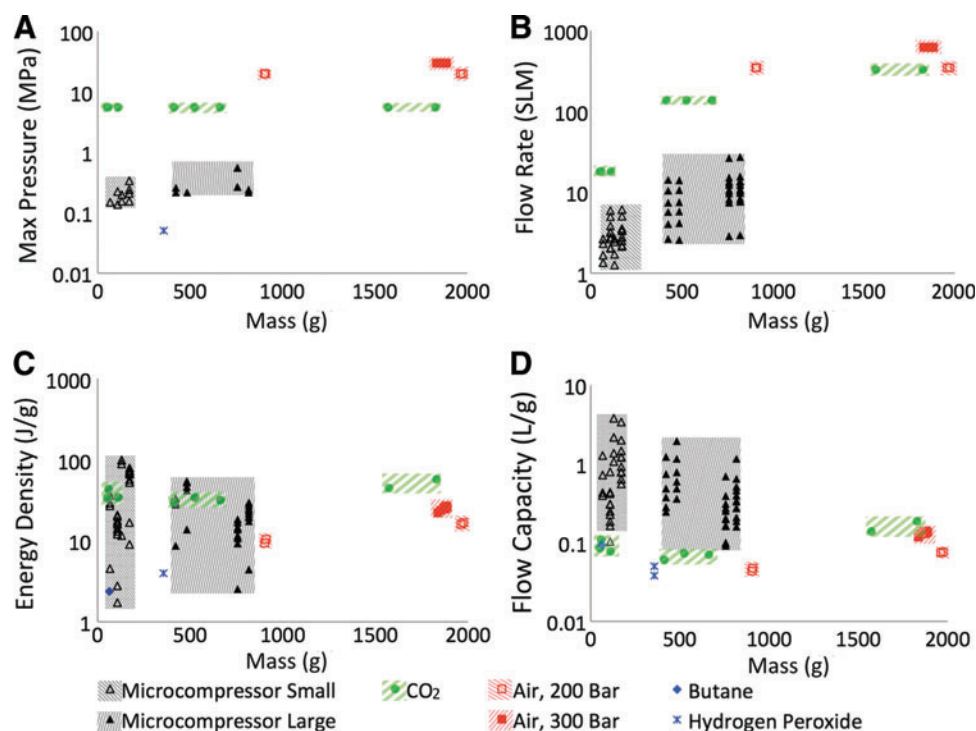 A
Max Pressure (MPa)
100
10
1
0.1
0.01
0
500
1000
1500
2000
Mass (g)
B
Flow Rate (SLM)
1000
100
10
1
0
500
1000
1500
2000
Mass (g)
C
Energy Density (J/g)
1000
100
10
1
0
500
1000
1500
2000
Mass (g)
D
Flow Capacity (L/g)
10
1
0.1
0.01
0
500
1000
1500
2000
Mass (g)
Microcompressor Small
CO₂
Air, 200 Bar
Butane
Microcompressor Large
Air, 300 Bar
Hydrogen Peroxide